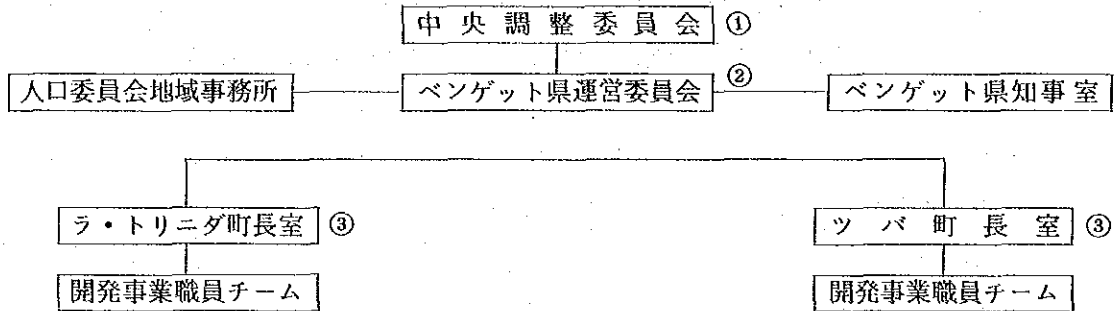 中央調整委員会 ①
人口委員会地域事務所 ベンゲット県運営委員会 ② ベンゲット県知事室
ラ・トリニダ町長室 ③ ツバ町長室 ③
開発事業職員チーム 開発事業職員チーム